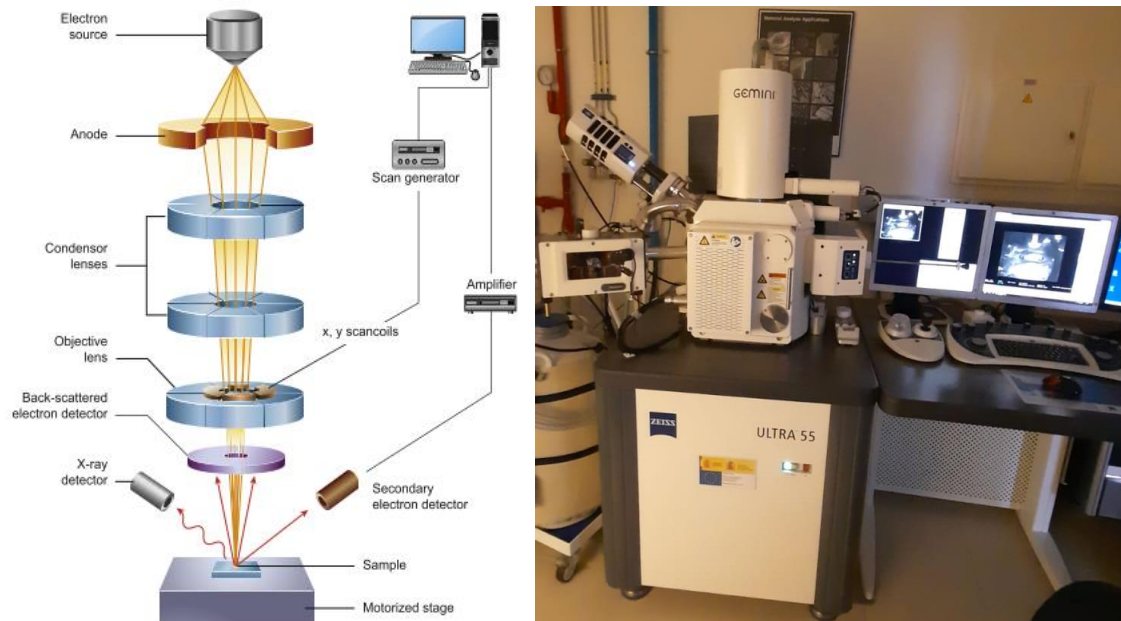 Electron
source
Anode
Scan generator
Condensor
lenses
Amplifier
x, y scancoils
Objective
lens
Back-scattered
electron detector
X-ray
detector
Secondary
electron detector
Sample
Motorized stage
GEMINI
ZEISS
ULTRA 55